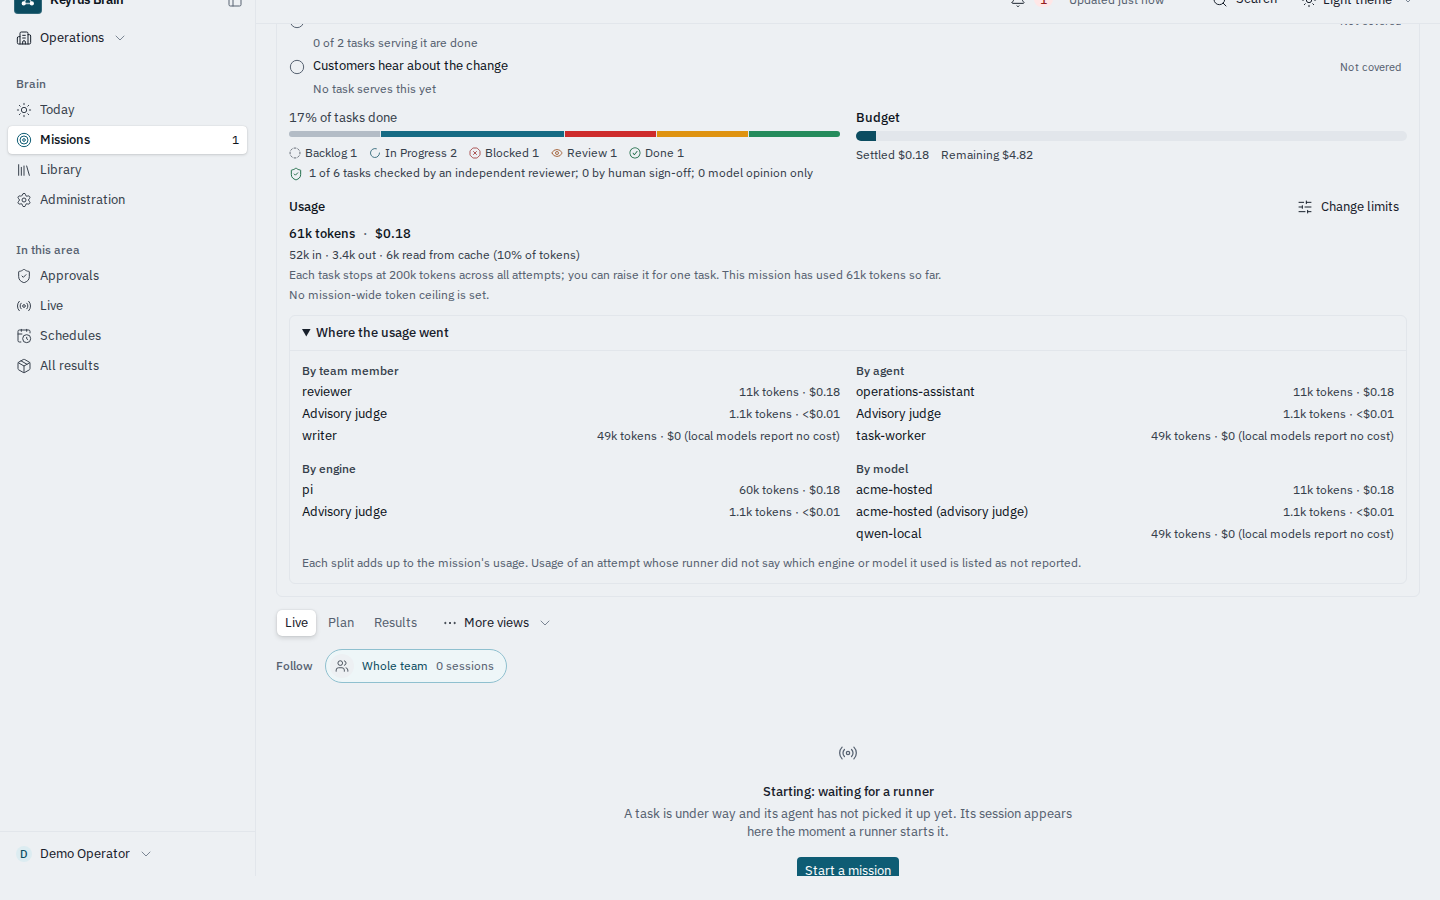 Keyrus Brain
1
Updated just now
Search
Light theme
Operations
Brain
Today
Missions 1
Library
Administration
In this area
Approvals
Live
Schedules
All results
Demo Operator
Not covered
0 of 2 tasks serving it are done
Customers hear about the change
Not covered
No task serves this yet
17% of tasks done
Backlog 1 In Progress 2 Blocked 1 Review 1 Done 1
1 of 6 tasks checked by an independent reviewer; 0 by human sign-off; 0 model opinion only
Budget
Settled $0.18 Remaining $4.82
Usage
Change limits
61k tokens · $0.18
52k in · 3.4k out · 6k read from cache (10% of tokens)
Each task stops at 200k tokens across all attempts; you can raise it for one task. This mission has used 61k tokens so far.
No mission-wide token ceiling is set.
Where the usage went
By team member
reviewer 11k tokens · $0.18
Advisory judge 1.1k tokens · <$0.01
writer 49k tokens · $0 (local models report no cost)
By agent
operations-assistant 11k tokens · $0.18
Advisory judge 1.1k tokens · <$0.01
task-worker 49k tokens · $0 (local models report no cost)
By engine
pi 60k tokens · $0.18
Advisory judge 1.1k tokens · <$0.01
By model
acme-hosted 11k tokens · $0.18
acme-hosted (advisory judge) 1.1k tokens · <$0.01
qwen-local 49k tokens · $0 (local models report no cost)
Each split adds up to the mission's usage. Usage of an attempt whose runner did not say which engine or model it used is listed as not reported.
Live Plan Results ··· More views
Follow Whole team 0 sessions
Starting: waiting for a runner
A task is under way and its agent has not picked it up yet. Its session appears
here the moment a runner starts it.
Start a mission